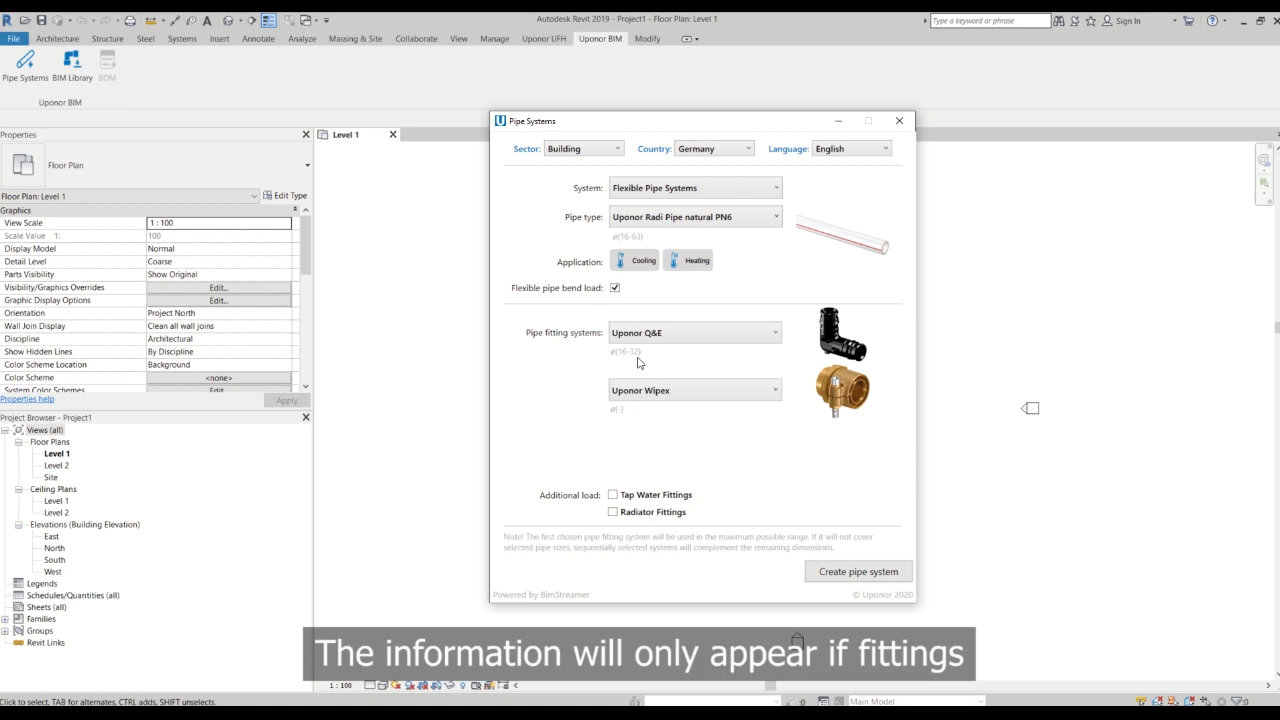 Autodesk Revit 2019 - Project1 - Floor Plan: Level 1
Type a keyword or phrase
Sign In
File Architecture Structure Steel Systems Insert Annotate Analyze Massing & Site Collaborate View Manage Uponor UFH Uponor BIM Modify
Pipe Systems BIM Library BOM
Uponor BIM
Properties
Level 1
Floor Plan
Floor Plan: Level 1
Edit Type
Graphics
View Scale 1 : 100
Scale Value 1: 100
Display Model Normal
Detail Level Coarse
Parts Visibility Show Original
Visibility/Graphics Overrides Edit...
Graphic Display Options Edit...
Orientation Project North
Wall Join Display Clean all wall joins
Discipline Architectural
Show Hidden Lines By Discipline
Color Scheme Location Background
Color Scheme <none>
System Color Schemes Edit...
Properties help
Apply
Project Browser - Project1
Views (all)
Floor Plans
Level 1
Level 2
Site
Ceiling Plans
Level 1
Level 2
Elevations (Building Elevation)
East
North
South
West
Legends
Schedules/Quantities (all)
Sheets (all)
Families
Groups
Revit Links
Pipe Systems
Sector: Building Country: Germany Language: English
System: Flexible Pipe Systems
Pipe type: Uponor Radi Pipe natural PN6
ø(16-63)
Application: Cooling Heating
Flexible pipe bend load:
Pipe fitting systems: Uponor Q&E
ø(16-32)
Uponor Wipex
ø(-)
Additional load: Tap Water Fittings
Radiator Fittings
Note! The first chosen pipe fitting system will be used in the maximum possible range. If it will not cover
selected pipe sizes, sequentially selected systems will complement the remaining dimensions.
Create pipe system
Powered by BimStreamer
© Uponor 2020
The information will only appear if fittings
1 : 100
Click to select, TAB for alternates, CTRL adds, SHIFT unselects.
:0
Main Model
:0